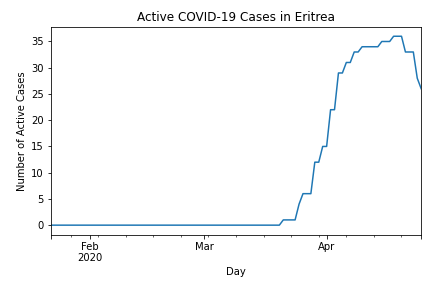 Active COVID-19 Cases in Eritrea
Number of Active Cases
35
30
25
20
15
10
5
0
Feb
2020
Mar
Apr
Day